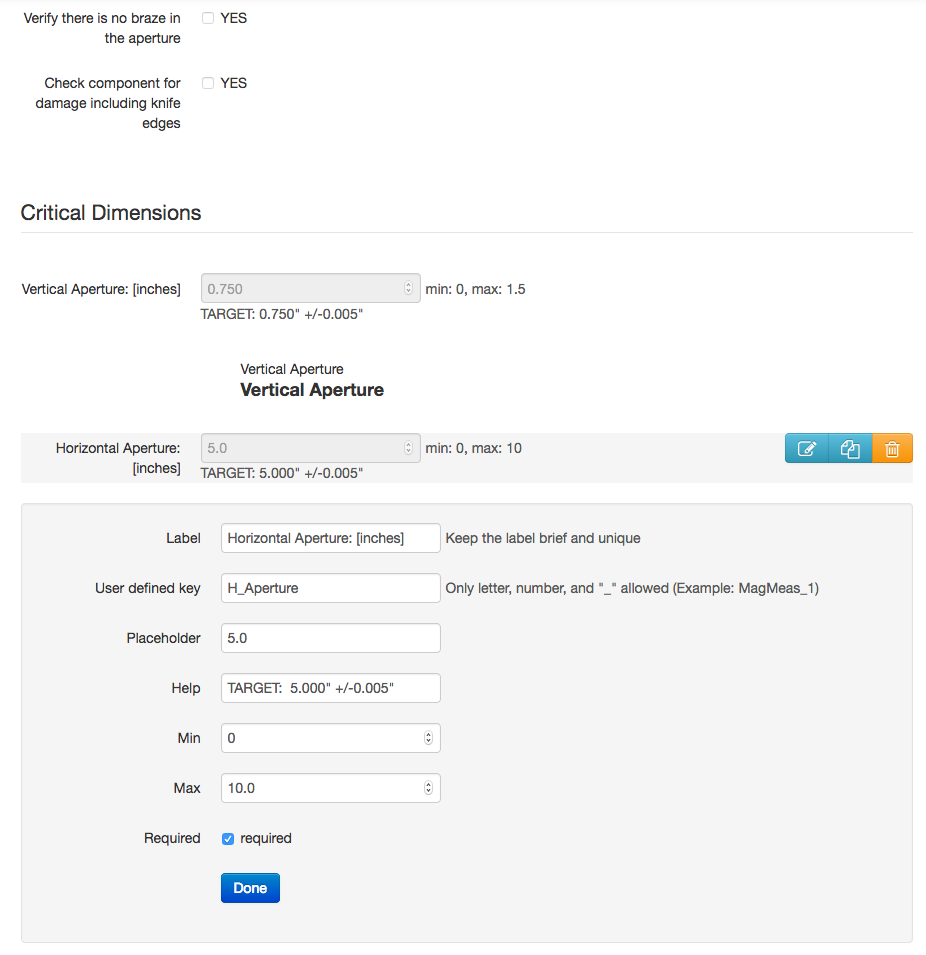 Verify there is no braze in
the aperture
YES
Check component for
damage including knife
edges
YES
Critical Dimensions
Vertical Aperture: [inches]
0.750
min: 0, max: 1.5
TARGET: 0.750" +/-0.005"
Vertical Aperture
Vertical Aperture
Horizontal Aperture:
[inches]
5.0
min: 0, max: 10
TARGET: 5.000" +/-0.005"
Label
Horizontal Aperture: [inches]
Keep the label brief and unique
User defined key
H_Aperture
Only letter, number, and "_" allowed (Example: MagMeas_1)
Placeholder
5.0
Help
TARGET:  5.000" +/-0.005"
Min
0
Max
10.0
Required
required
Done